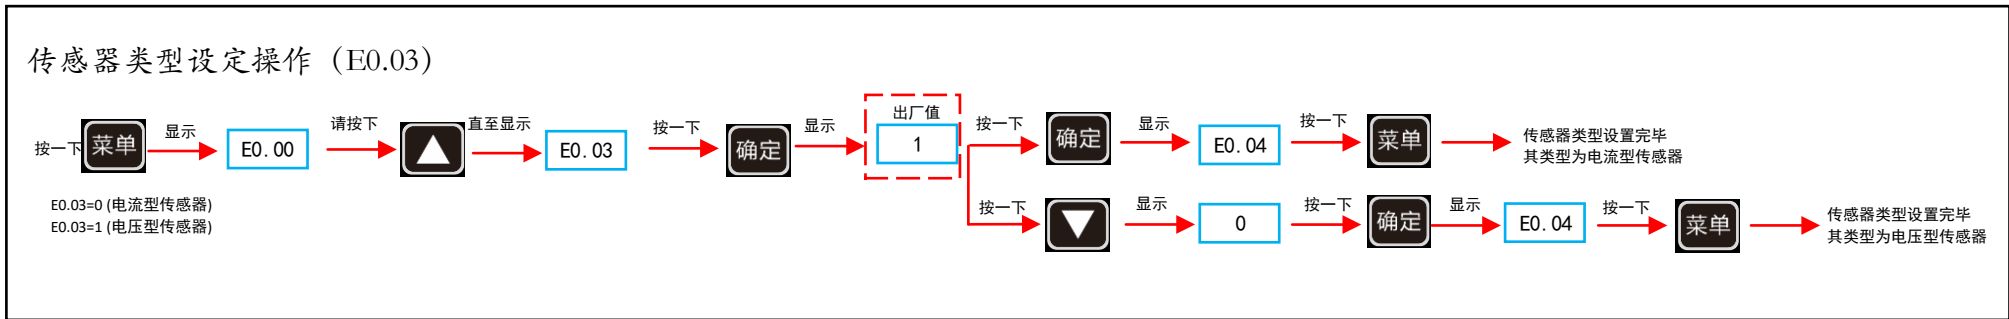 传感器类型设定操作（E0.03）
按一下 菜单 显示 E0.00 请按下 直至显示 E0.03 按一下 确定 显示 出厂值 1 按一下 确定 显示 E0.04 按一下 菜单 传感器类型设置完毕
其类型为电流型传感器
E0.03=0 (电流型传感器)
E0.03=1 (电压型传感器)
按一下 显示 0 按一下 确定 显示 E0.04 按一下 菜单 传感器类型设置完毕
其类型为电压型传感器